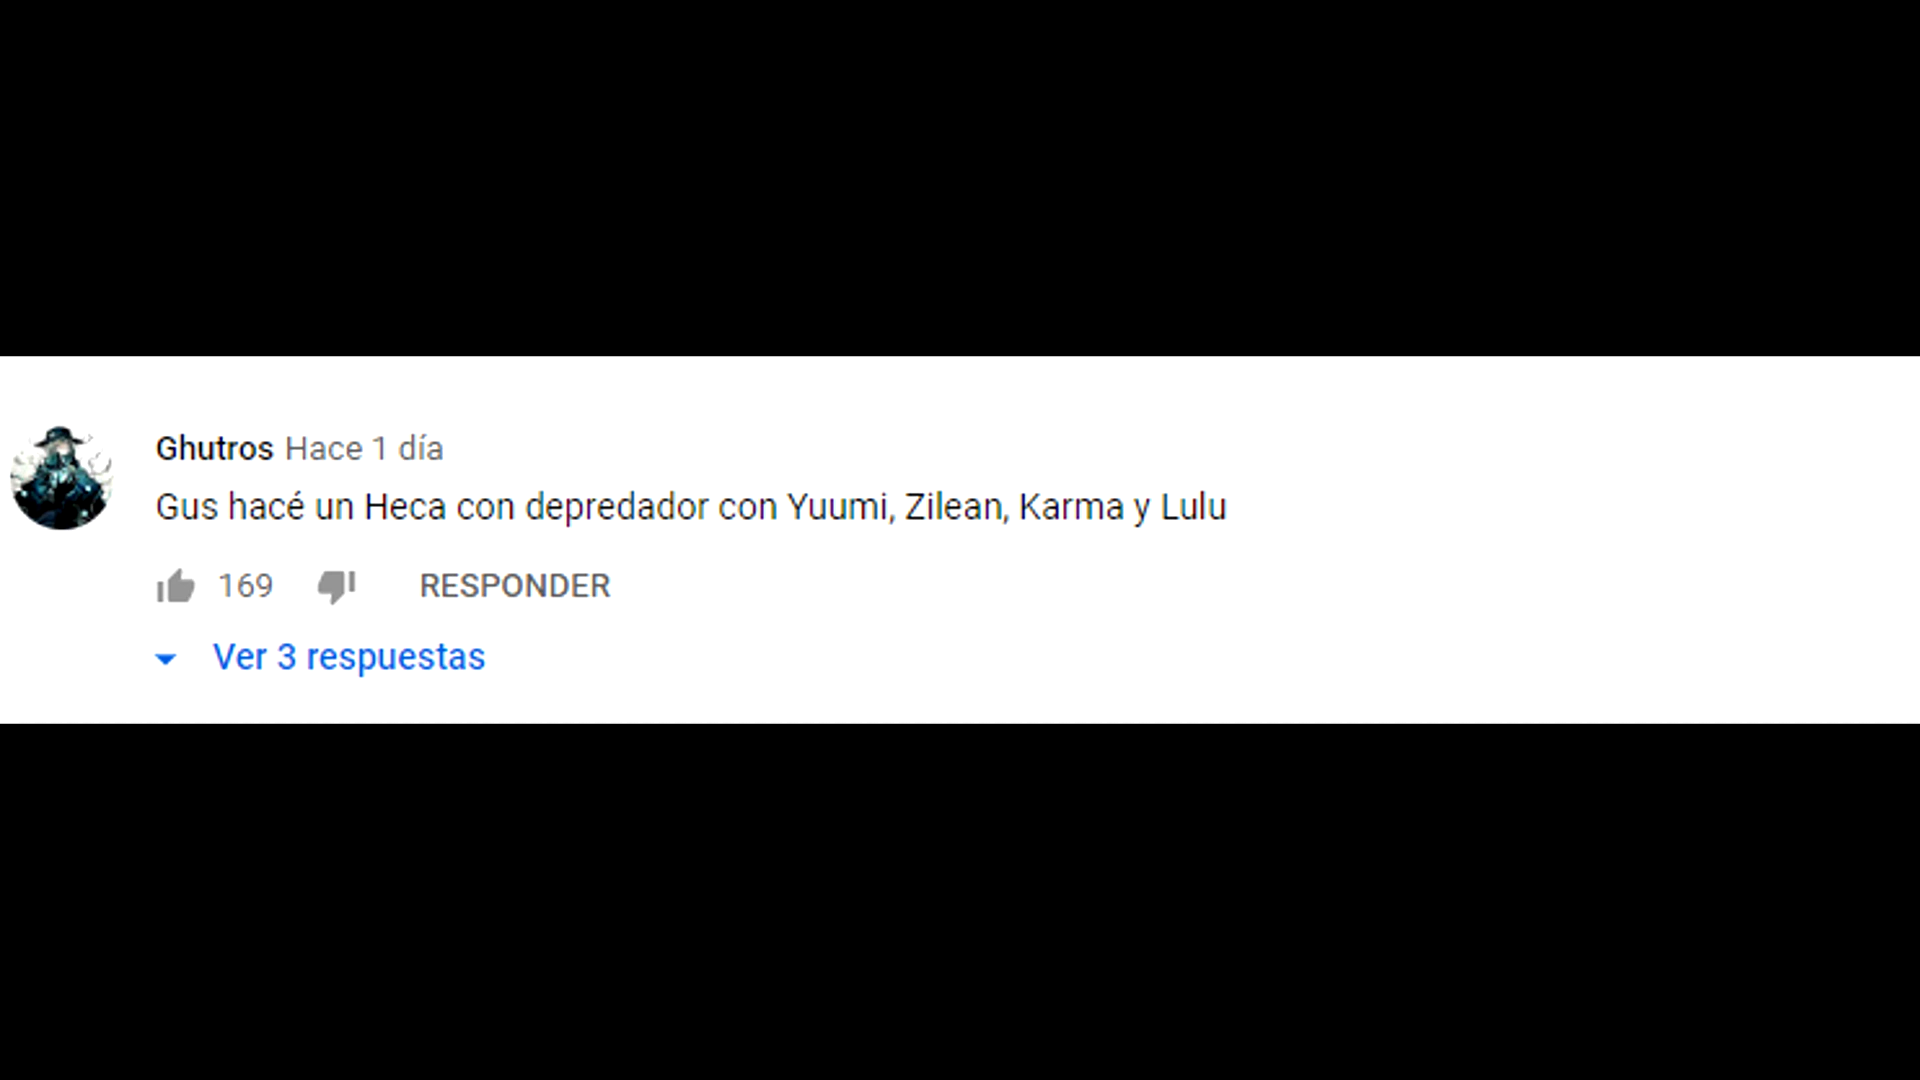 Ghutros Hace 1 día
Gus hacé un Heca con depredador con Yuumi, Zilean, Karma y Lulu
169 RESPONDER
Ver 3 respuestas